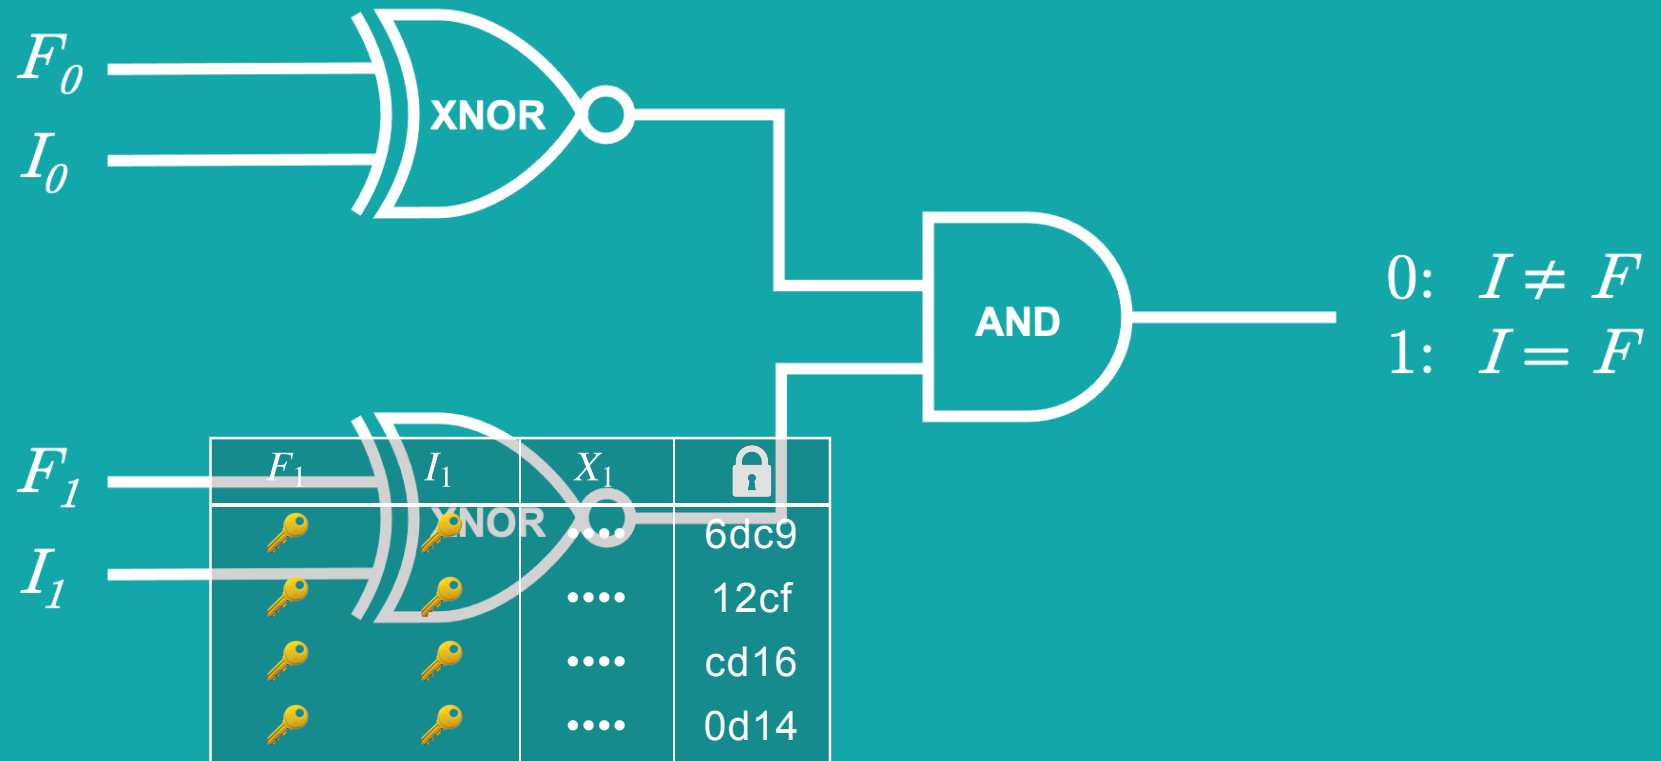 F₀
I₀
XNOR
AND
0: I ≠ F
1: I = F
F₁
I₁
XNOR
F₁ I₁ X₁
•••• 6dc9
•••• 12cf
•••• cd16
•••• 0d14